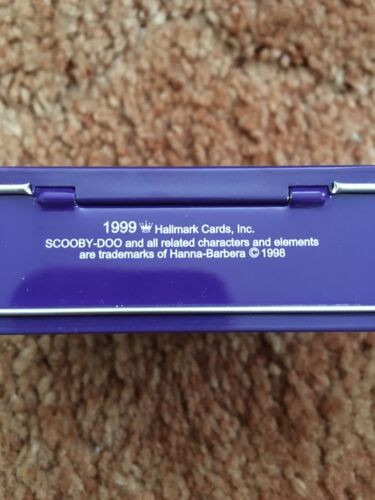 1999 Hallmark Cards, Inc.
SCOOBY-DOO and all related characters and elements
are trademarks of Hanna-Barbera © 1998